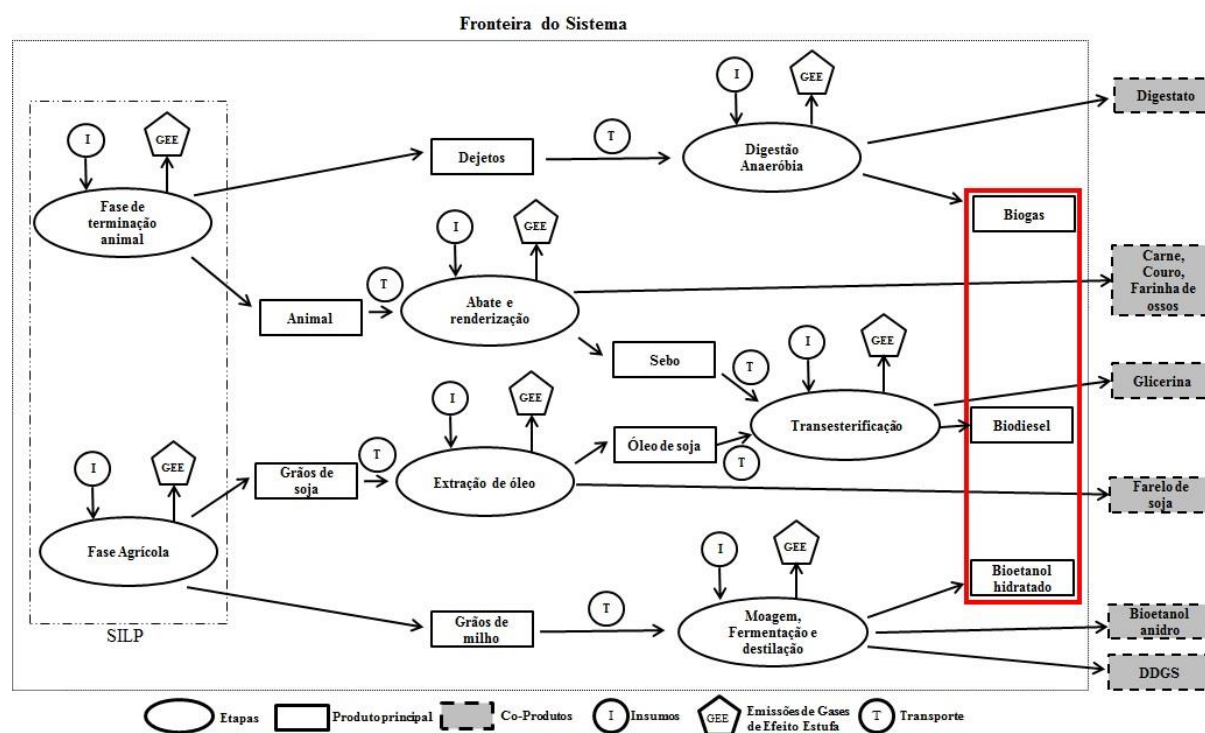 Fronteira do Sistema
I
GEE
Digestato
I
GEE
T
Dejetos
Digestão
Anaeróbia
Fase de
terminação
animal
Biogas
I
GEE
Carne,
Couro,
Farinha de
ossos
T
Animal
Abate e
renderização
Sebo
T
I
GEE
Glicerina
I
GEE
Transesterificação
Biodiesel
Óleo de soja
T
I
GEE
Grãos de
soja
T
Extração de óleo
Farelo de
soja
Fase Agrícola
I
GEE
Bioetanol
hidratado
Grãos de
milho
T
Moagem,
Fermentação e
destilação
Bioetanol
anidro
SILP
DDGS
Etapas
Produto principal
Co-Produtos
I
Insumos
GEE
Emissões de Gases
de Efeito Estufa
T
Transporte